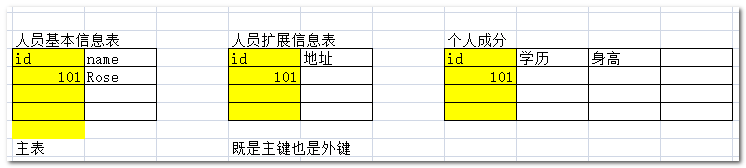 人员基本信息表 人员扩展信息表 个人成分
id name id 地址 id 学历 身高
101 Rose 101 101
主表 既是主键也是外键